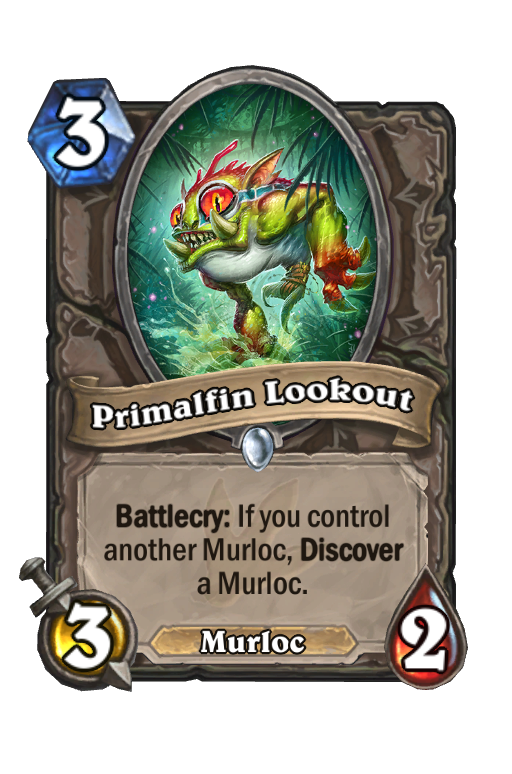 3
Primalfin Lookout
Battlecry: If you control
another Murloc, Discover
a Murloc.
3
Murloc
2